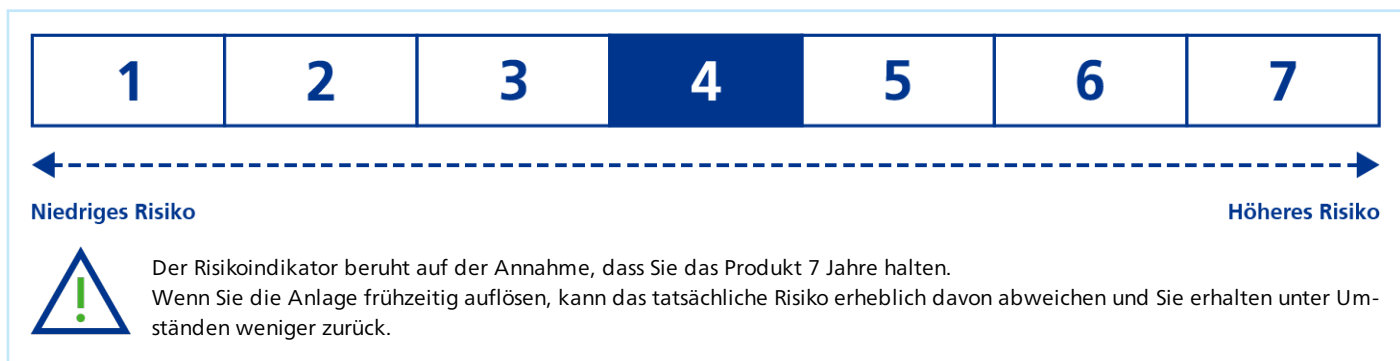 1 2 3 4 5 6 7
Niedriges Risiko Höheres Risiko
Der Risikoindikator beruht auf der Annahme, dass Sie das Produkt 7 Jahre halten.
Wenn Sie die Anlage frühzeitig auflösen, kann das tatsächliche Risiko erheblich davon abweichen und Sie erhalten unter Um-
ständen weniger zurück.